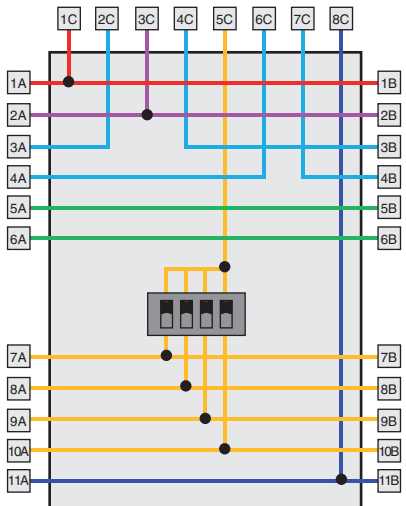 1C 2C 3C 4C 5C 6C 7C 8C
1A 1B
2A 2B
3A 3B
4A 4B
5A 5B
6A 6B
7A 7B
8A 8B
9A 9B
10A 10B
11A 11B